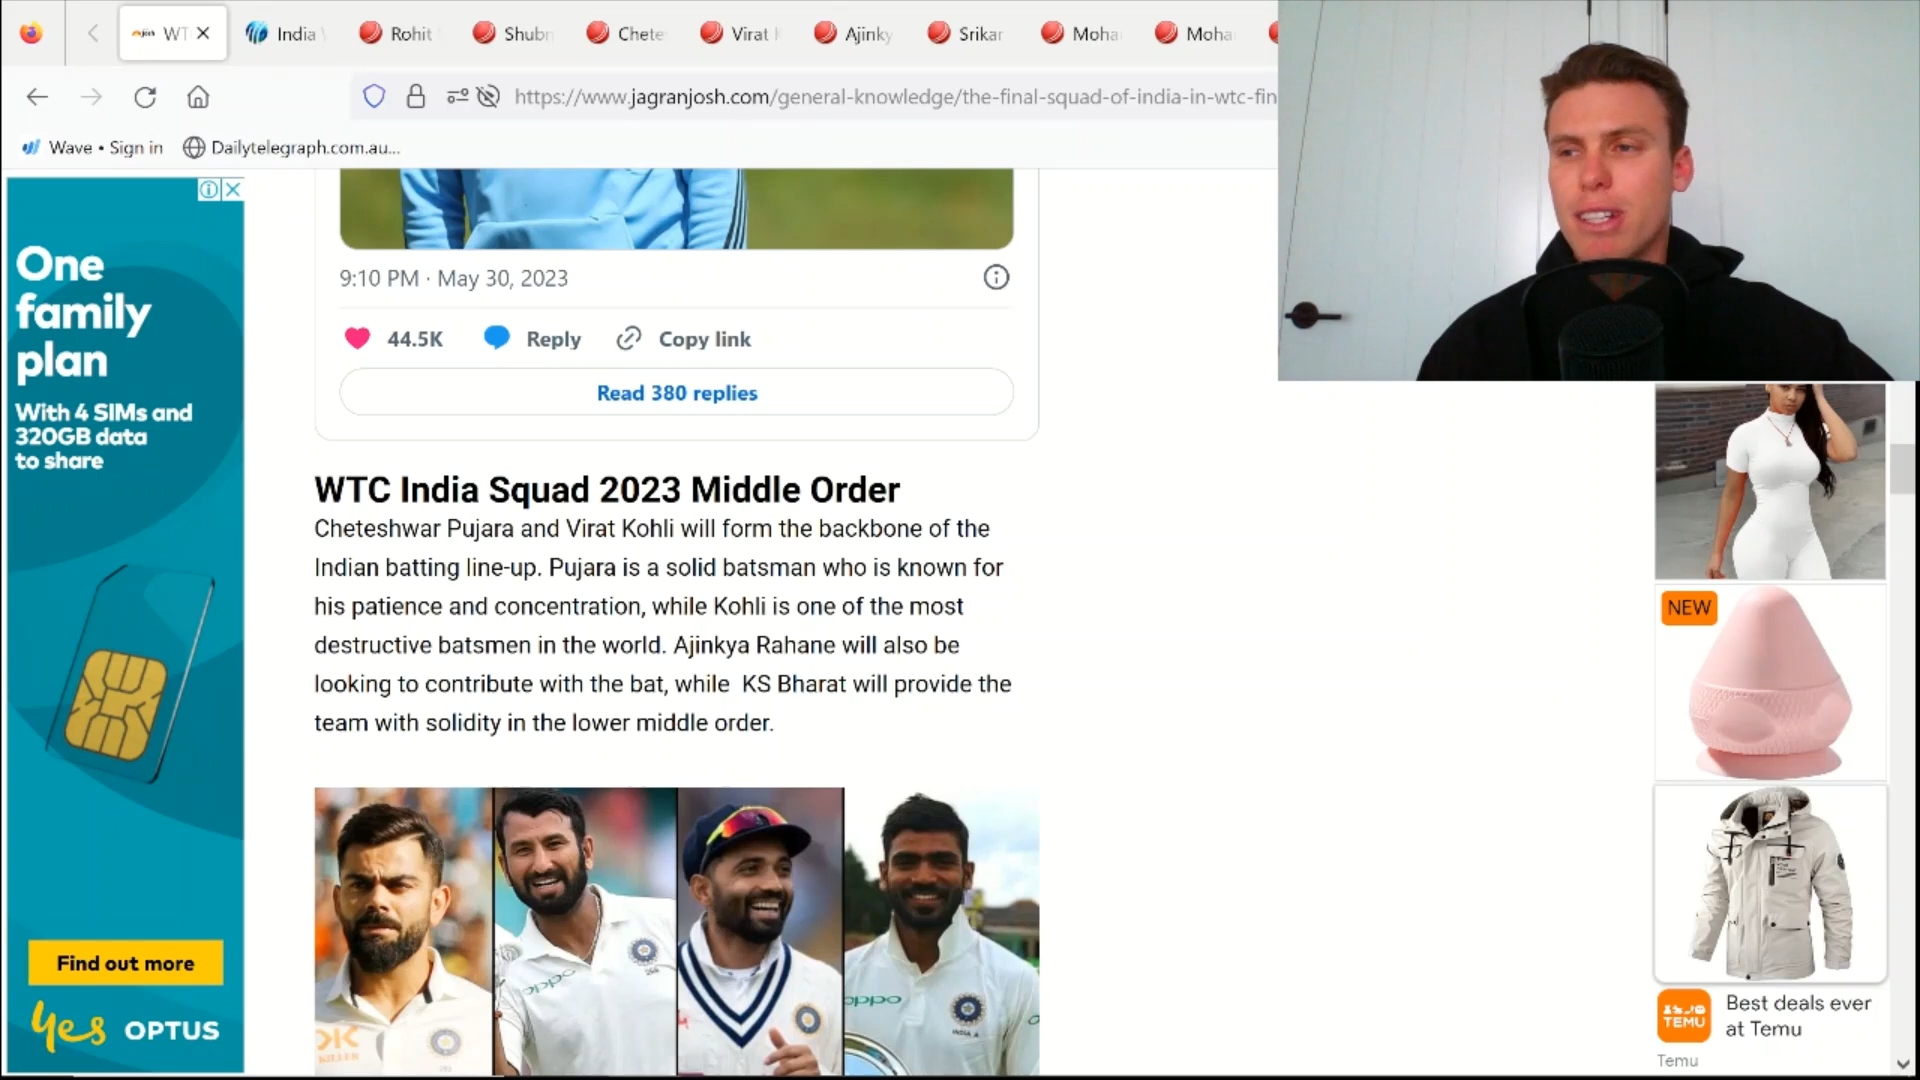 WT
India
Rohit
Shubr
Chete
Virat
Ajinky
Srikar
Moha
Moha
https://www.jagranjosh.com/general-knowledge/the-final-squad-of-india-in-wtc-fin
Wave • Sign in
Dailytelegraph.com.au...
One
family
plan
With 4 SIMs and
320GB data
to share
Find out more
Yes OPTUS
9:10 PM · May 30, 2023
44.5K
Reply
Copy link
Read 380 replies
WTC India Squad 2023 Middle Order
Cheteshwar Pujara and Virat Kohli will form the backbone of the
Indian batting line-up. Pujara is a solid batsman who is known for
his patience and concentration, while Kohli is one of the most
destructive batsmen in the world. Ajinkya Rahane will also be
looking to contribute with the bat, while KS Bharat will provide the
team with solidity in the lower middle order.
oppo
oppo
INDIA A
NEW
TEMU
Best deals ever
at Temu
Temu